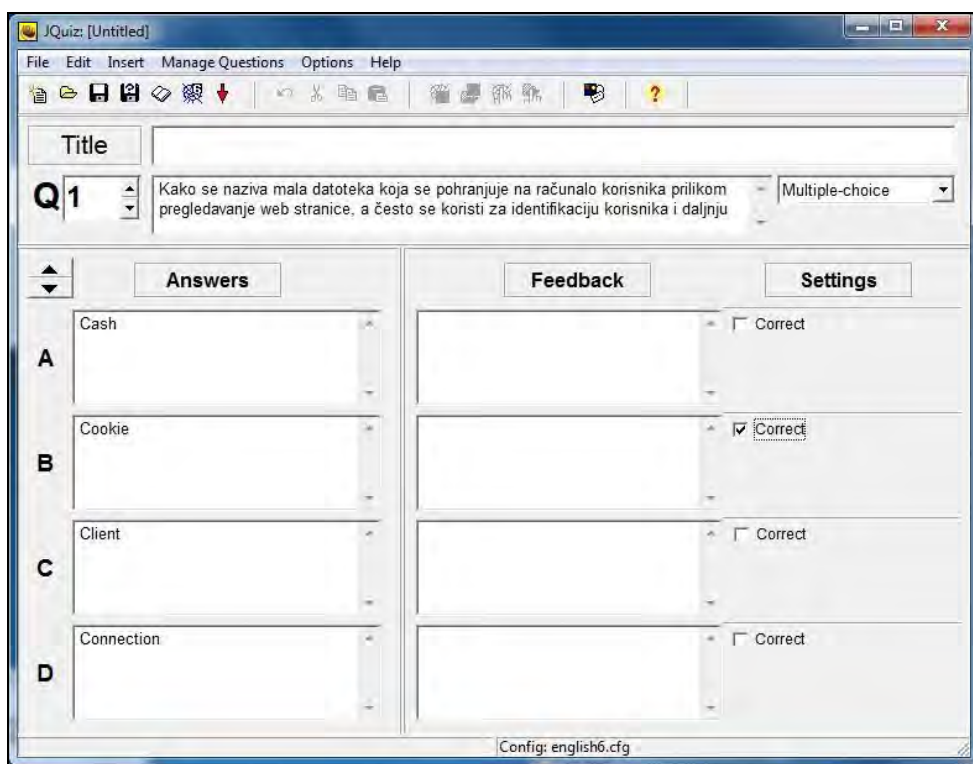 JQuiz: [Untitled]
File Edit Insert Manage Questions Options Help
Title
Q 1
Kako se naziva mala datoteka koja se pohranjuje na računalo korisnika prilikom
pregledavanje web stranice, a često se koristi za identifikaciju korisnika i daljnju
Multiple-choice
Answers
Feedback
Settings
A
Cash
Correct
B
Cookie
Correct
C
Client
Correct
D
Connection
Correct
Config: english6.cfg